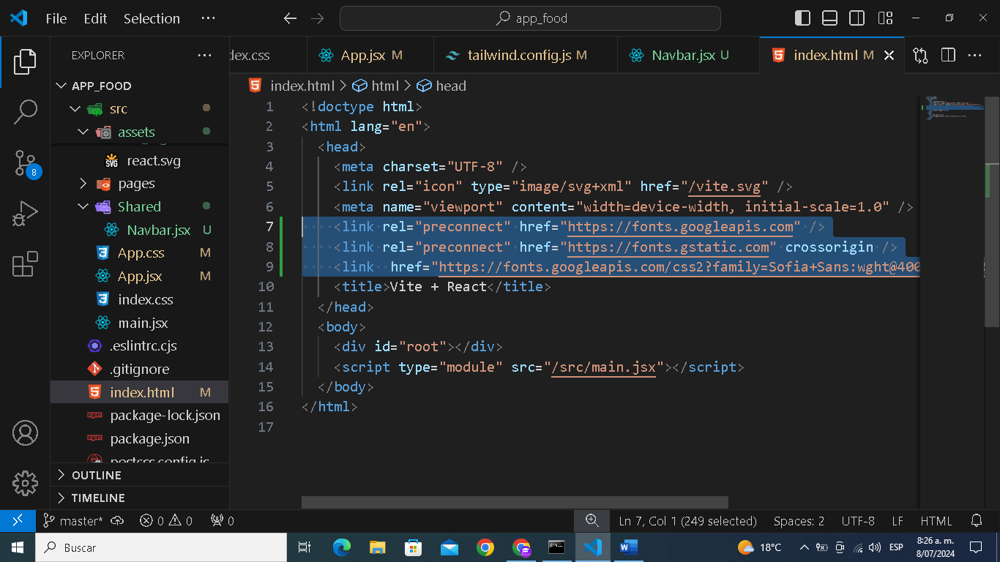 File Edit Selection ··· app_food
EXPLORER ···
dex.css App.jsx M tailwind.config.js M Navbar.jsx U index.html M
APP_FOOD
src
assets
react.svg
pages
Shared
Navbar.jsx U
App.css M
App.jsx M
index.css
main.jsx
.eslintrc.cjs
.gitignore
index.html M
package-lock.json
package.json
postcss.config.js
OUTLINE
TIMELINE
8
index.html > html > head
1 <!doctype html>
2 <html lang="en">
3 <head>
4 <meta charset="UTF-8" />
5 <link rel="icon" type="image/svg+xml" href="/vite.svg" />
6 <meta name="viewport" content="width=device-width, initial-scale=1.0" />
7 <link rel="preconnect" href="https://fonts.googleapis.com" />
8 <link rel="preconnect" href="https://fonts.gstatic.com" crossorigin />
9 <link href="https://fonts.googleapis.com/css2?family=Sofia+Sans:wght@400
10 <title>Vite + React</title>
11 </head>
12 <body>
13 <div id="root"></div>
14 <script type="module" src="/src/main.jsx"></script>
15 </body>
16 </html>
17
master* 0 0 0 Ln 7, Col 1 (249 selected) Spaces: 2 UTF-8 LF HTML
Buscar 18°C ESP 8:26 a. m.
8/07/2024